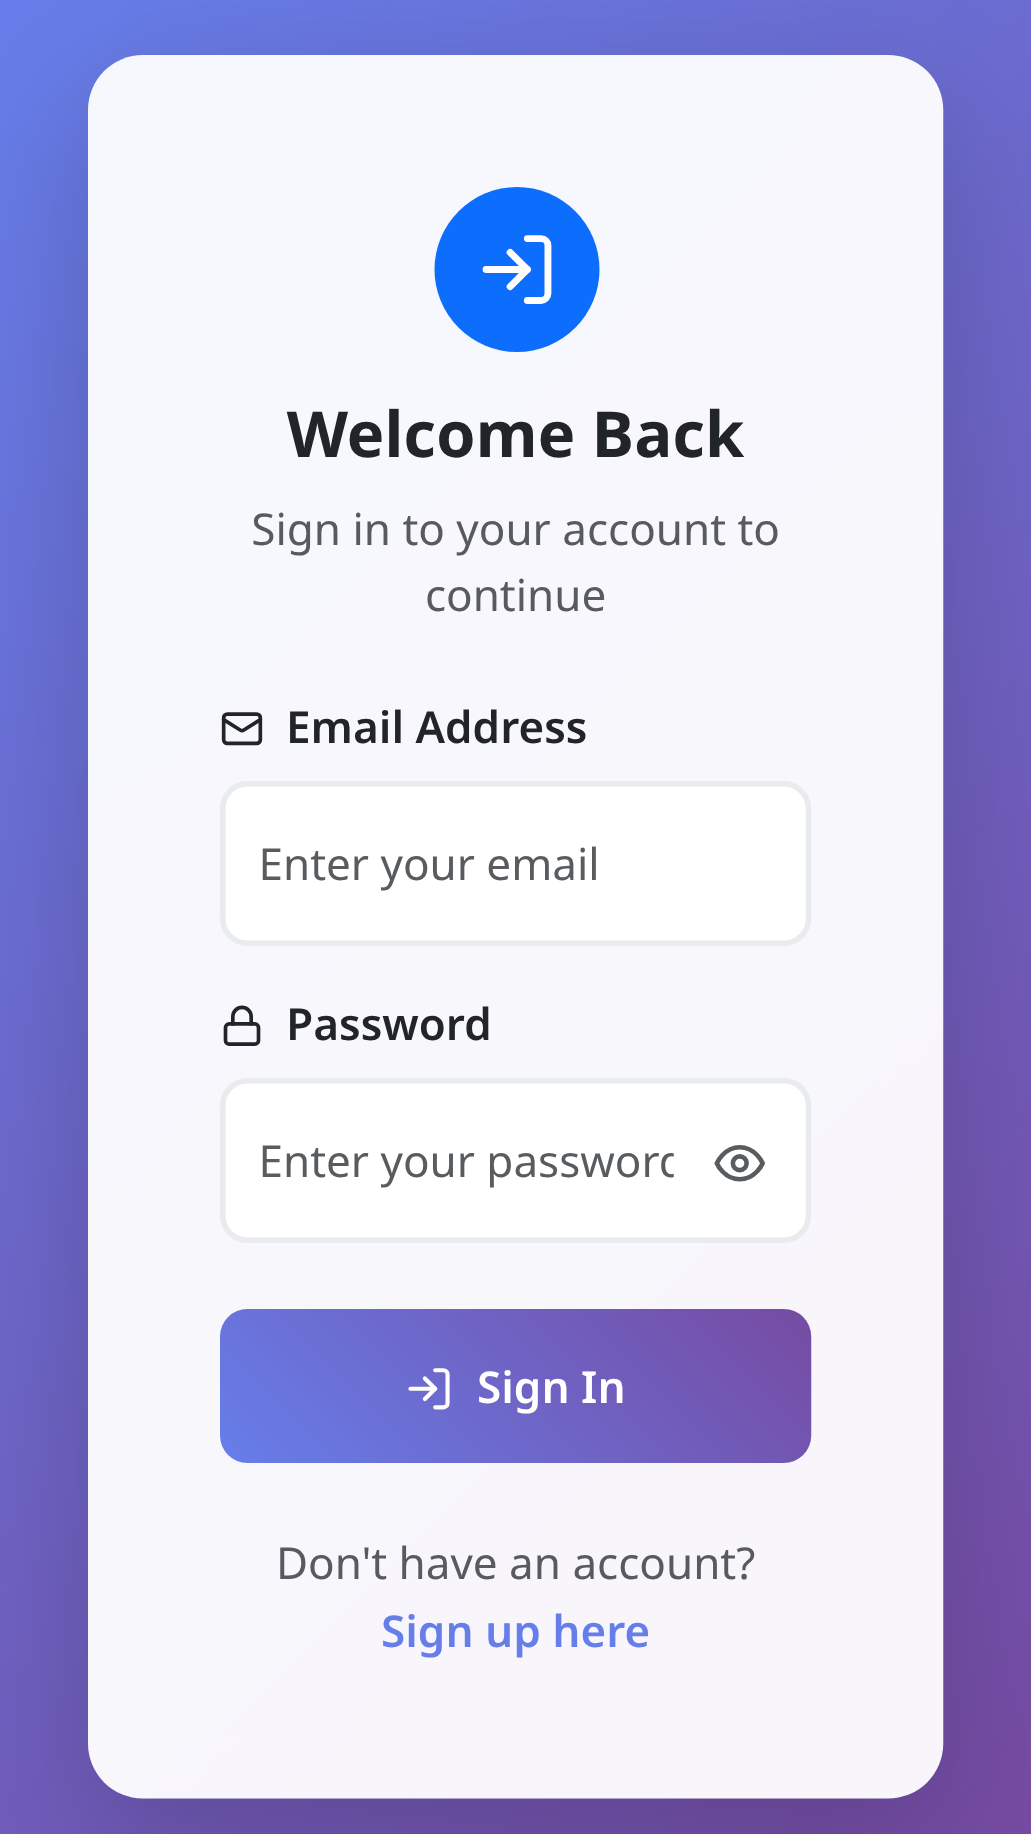 Welcome Back
Sign in to your account to
continue
Email Address
Enter your email
Password
Enter your passworc
Sign In
Don't have an account?
Sign up here